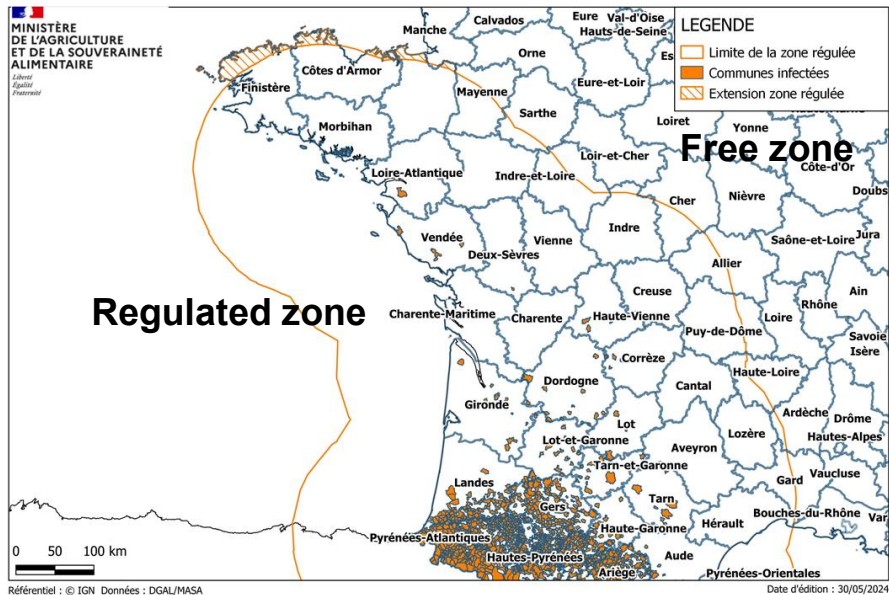 MINISTÈRE
DE L'AGRICULTURE
ET DE LA SOUVERAINETÉ
ALIMENTAIRE
Liberté
Égalité
Fraternité
LEGENDE
Limite de la zone régulée
Communes infectées
Extension zone régulée
Manche
Calvados
Eure
Val-d'Oise
Hauts-de-Seine
Orne
Es
Finistère
Côtes d'Armor
Mayenne
Eure-et-Loir
Sarthe
Loiret
Yonne
Morbihan
Free zone
Loir-et-Cher
Côte-d'Or
Loire-Atlantique
Indre-et-Loire
Cher
Nièvre
Doubs
Vendée
Deux-Sèvres
Vienne
Indre
Saône-et-Loire
Jura
Allier
Regulated zone
Charente-Maritime
Charente
Haute-Vienne
Creuse
Puy-de-Dôme
Loire
Rhône
Ain
Savoie
Isère
Corrèze
Dordogne
Cantal
Haute-Loire
Gironde
Lot
Ardèche
Drôme
Hautes-Alpes
Lot-et-Garonne
Aveyron
Lozère
Tarn-et-Garonne
Landes
Gers
Tarn
Gard
Vaucluse
Haute-Garonne
Hérault
Bouches-du-Rhône
Var
Pyrénées-Atlantiques
Hautes-Pyrénées
Ariège
Aude
Pyrénées-Orientales
0 50 100 km
Référentiel : © IGN Données : DGAL/MASA
Date d'édition : 30/05/2024